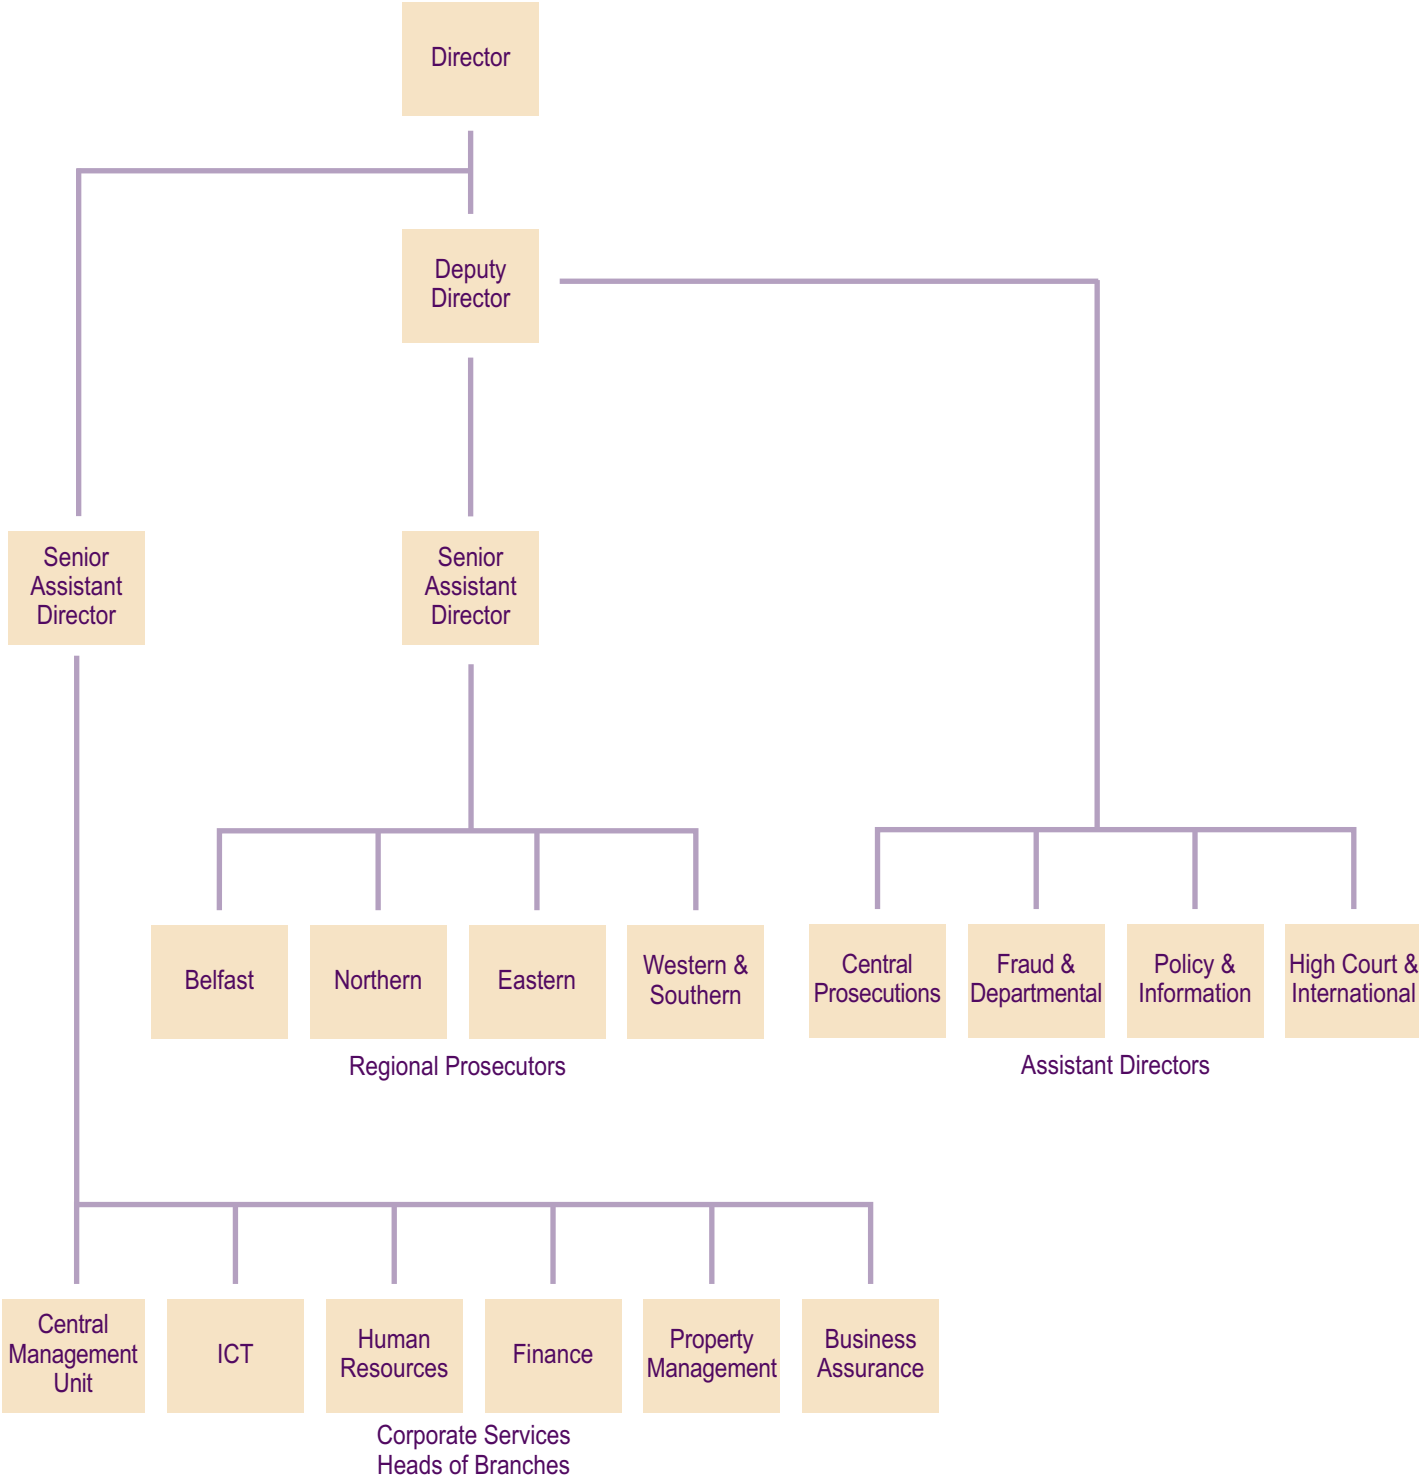 Director
Deputy
Director
Senior
Assistant
Director
Senior
Assistant
Director
Belfast
Northern
Eastern
Western &
Southern
Regional Prosecutors
Central
Prosecutions
Fraud &
Departmental
Policy &
Information
High Court &
International
Assistant Directors
Central
Management
Unit
ICT
Human
Resources
Finance
Property
Management
Business
Assurance
Corporate Services
Heads of Branches